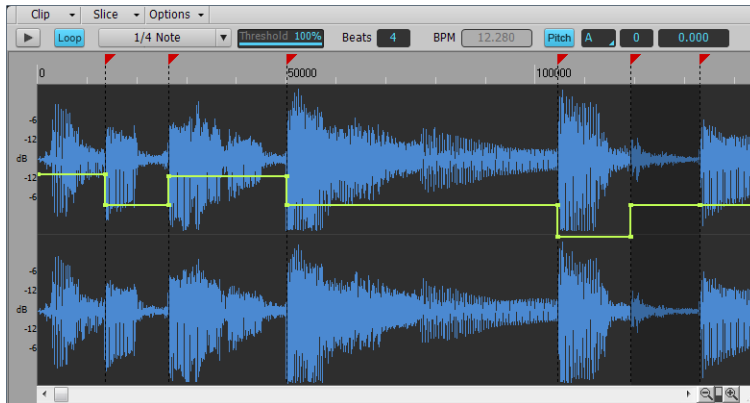 Clip Slice Options
Loop 1/4 Note Threshold 100% Beats 4 BPM 12.280 Pitch A 0 0.000
0 50000 100000
-6
-12
dB
-12
-6
-6
-12
dB
-12
-6